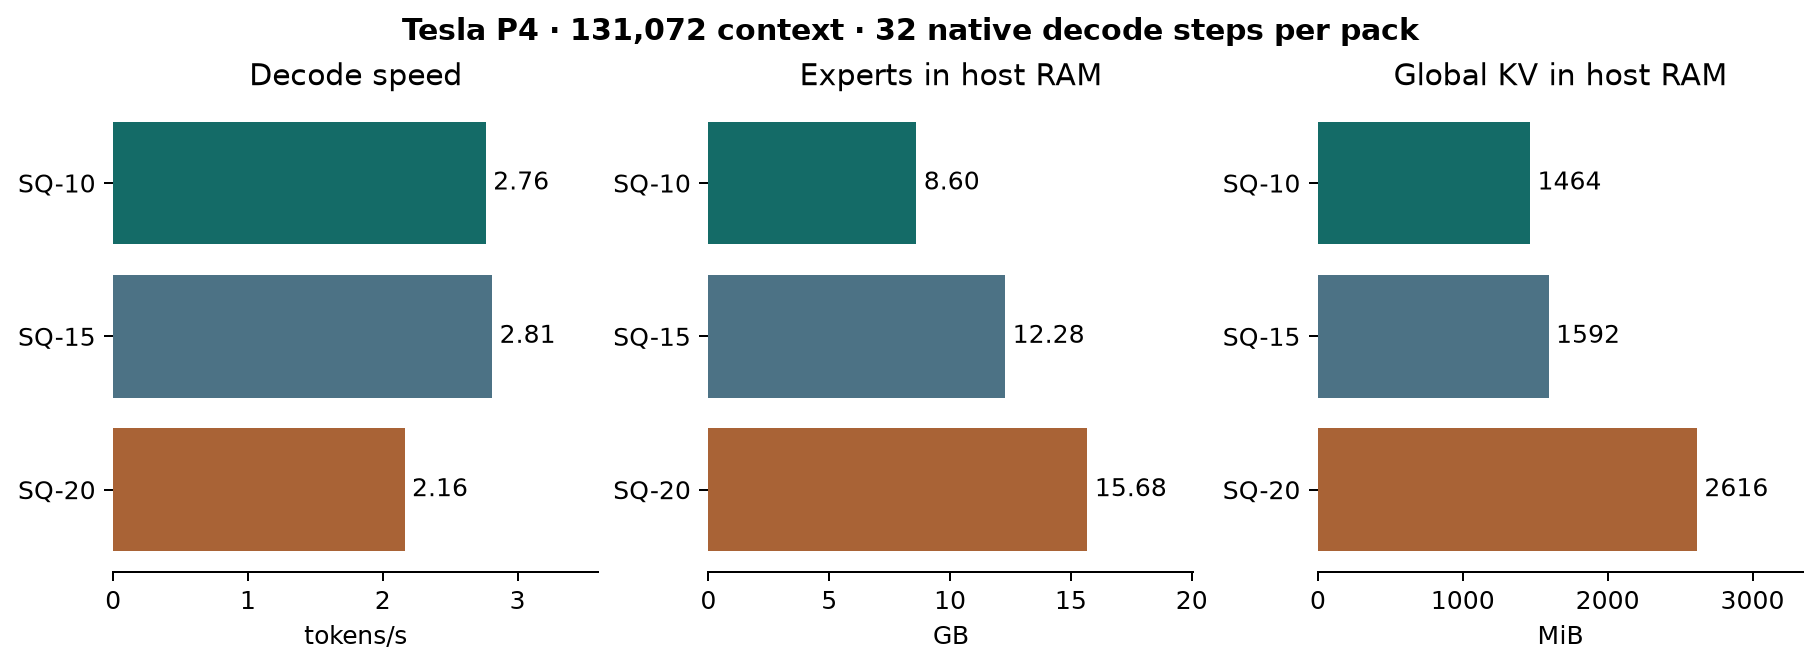 Tesla P4 · 131,072 context · 32 native decode steps per pack
Decode speed
SQ-10
2.76
SQ-15
2.81
SQ-20
2.16
0 1 2 3
tokens/s
Experts in host RAM
SQ-10
8.60
SQ-15
12.28
SQ-20
15.68
0 5 10 15 20
GB
Global KV in host RAM
SQ-10
1464
SQ-15
1592
SQ-20
2616
0 1000 2000 3000
MiB